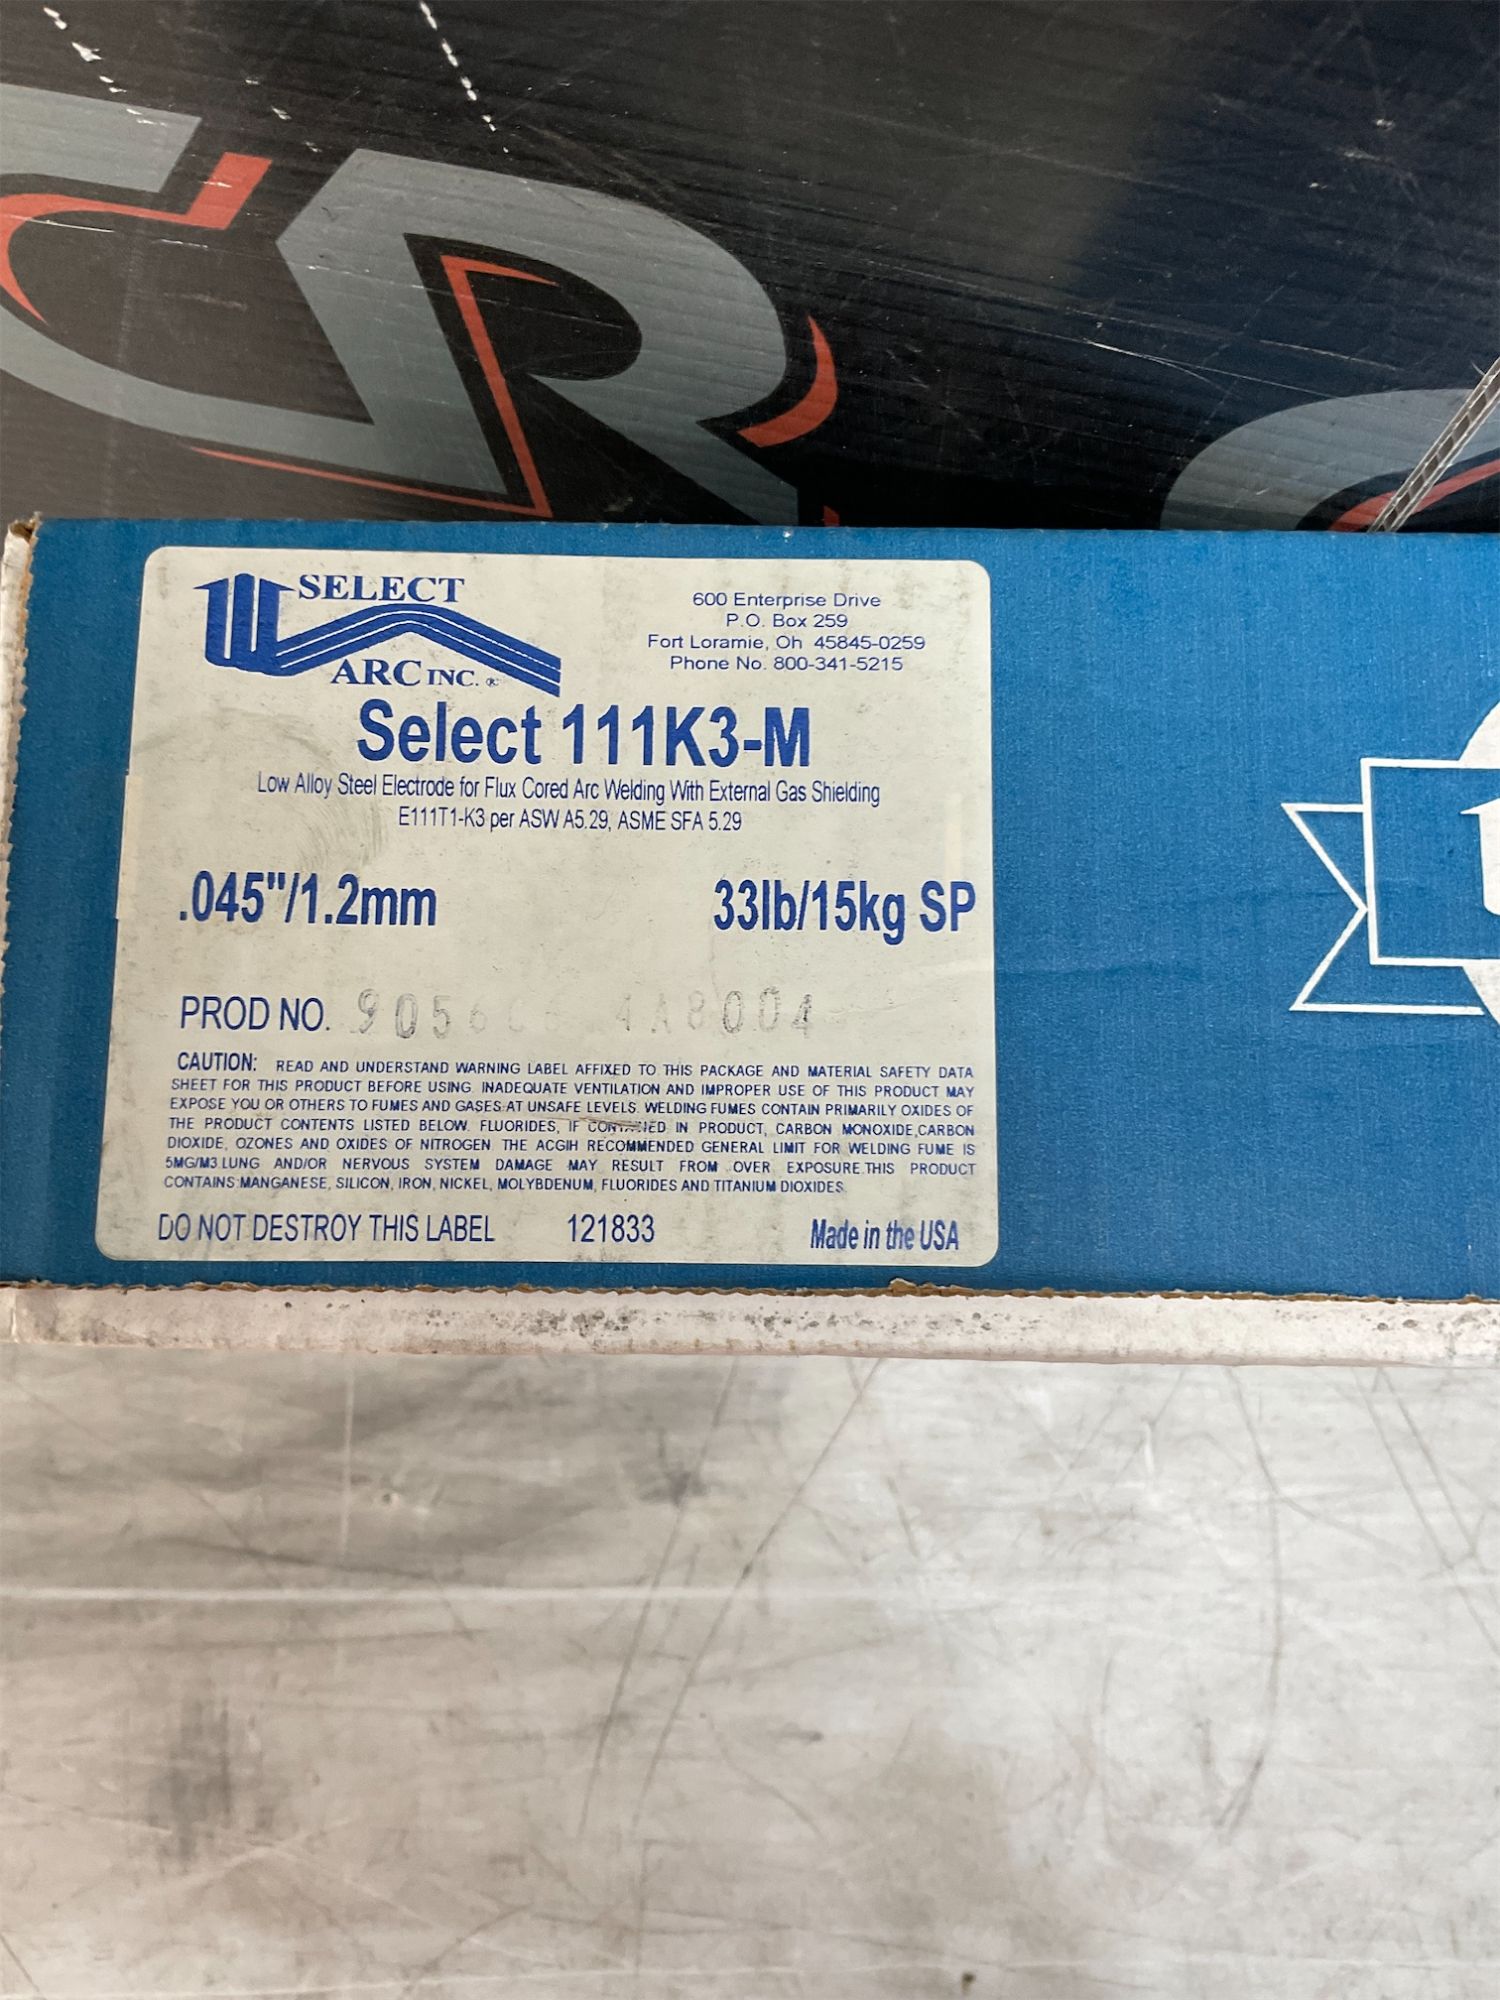 SELECT
ARC INC. ®
600 Enterprise Drive
P.O. Box 259
Fort Loramie, Oh 45845-0259
Phone No. 800-341-5215
Select 111K3-M
Low Alloy Steel Electrode for Flux Cored Arc Welding With External Gas Shielding
E111T1-K3 per ASW A5.29, ASME SFA 5.29
.045"/1.2mm
33lb/15kg SP
PROD NO.
CAUTION: READ AND UNDERSTAND WARNING LABEL AFFIXED TO THIS PACKAGE AND MATERIAL SAFETY DATA
SHEET FOR THIS PRODUCT BEFORE USING. INADEQUATE VENTILATION AND IMPROPER USE OF THIS PRODUCT MAY
EXPOSE YOU OR OTHERS TO FUMES AND GASES AT UNSAFE LEVELS. WELDING FUMES CONTAIN PRIMARILY OXIDES OF
THE PRODUCT CONTENTS LISTED BELOW. FLUORIDES, IF CONTAINED IN PRODUCT, CARBON MONOXIDE,CARBON
DIOXIDE, OZONES AND OXIDES OF NITROGEN. THE ACGIH RECOMMENDED GENERAL LIMIT FOR WELDING FUME IS
5MG/M3.LUNG AND/OR NERVOUS SYSTEM DAMAGE MAY RESULT FROM OVER EXPOSURE.THIS PRODUCT
CONTAINS:MANGANESE, SILICON, IRON, NICKEL, MOLYBDENUM, FLUORIDES AND TITANIUM DIOXIDES.
DO NOT DESTROY THIS LABEL
121833
Made in the USA